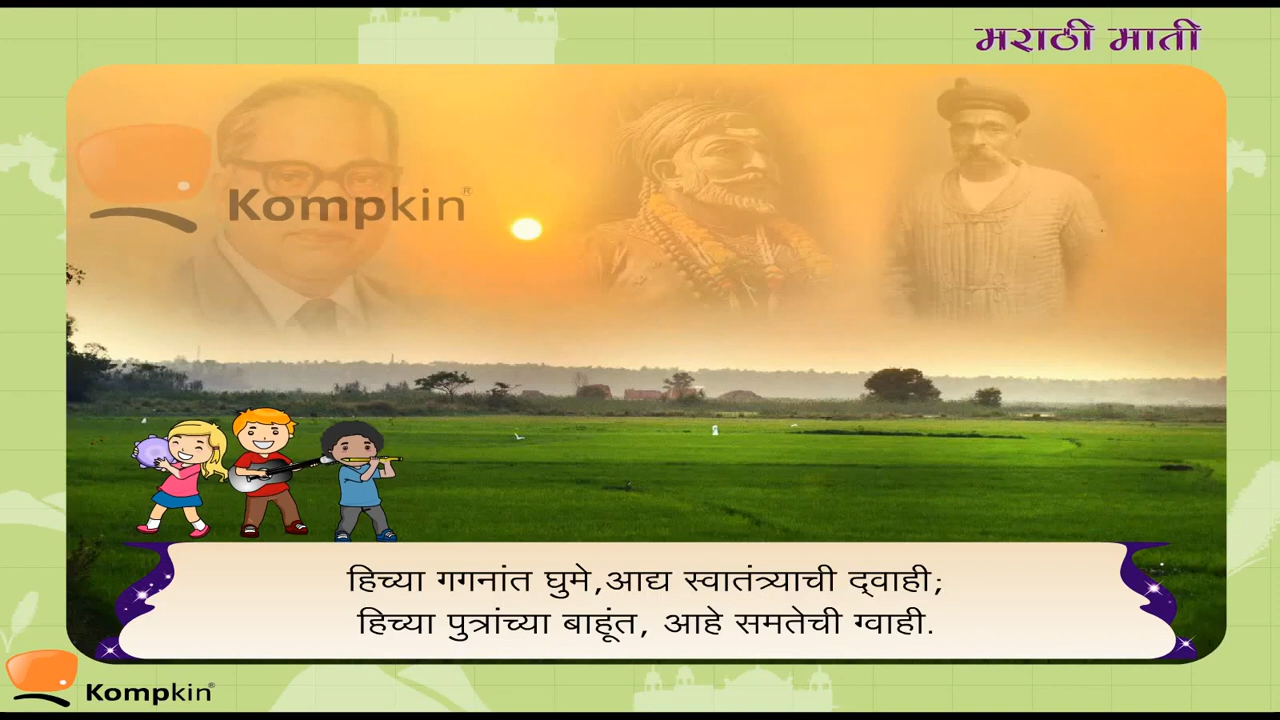 मराठी माती
Kompkin®
हिच्या गगनांत घुमे,आद्य स्वातंत्र्याची द्वाही;
हिच्या पुत्रांच्या बाहूंत, आहे समतेची ग्वाही.
Kompkin®